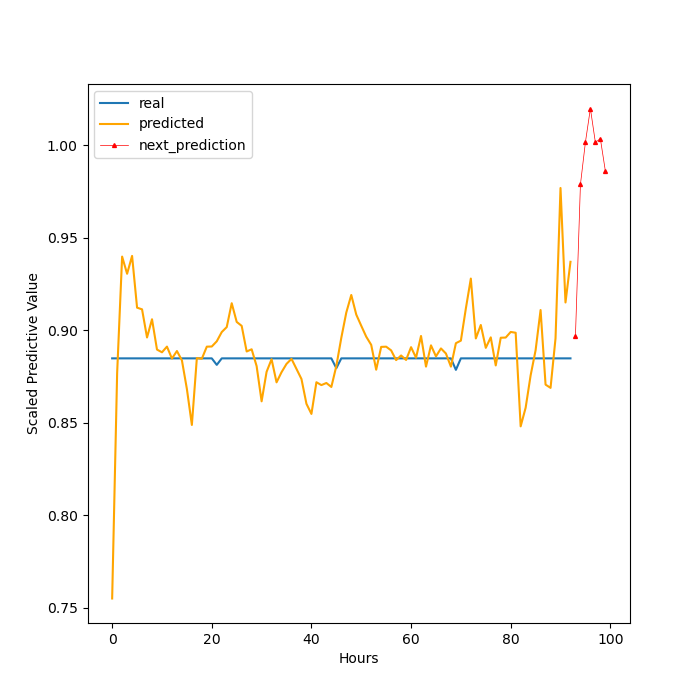 real
predicted
next_prediction
1.00
0.95
0.90
0.85
0.80
0.75
Scaled Predictive Value
0 20 40 60 80 100
Hours